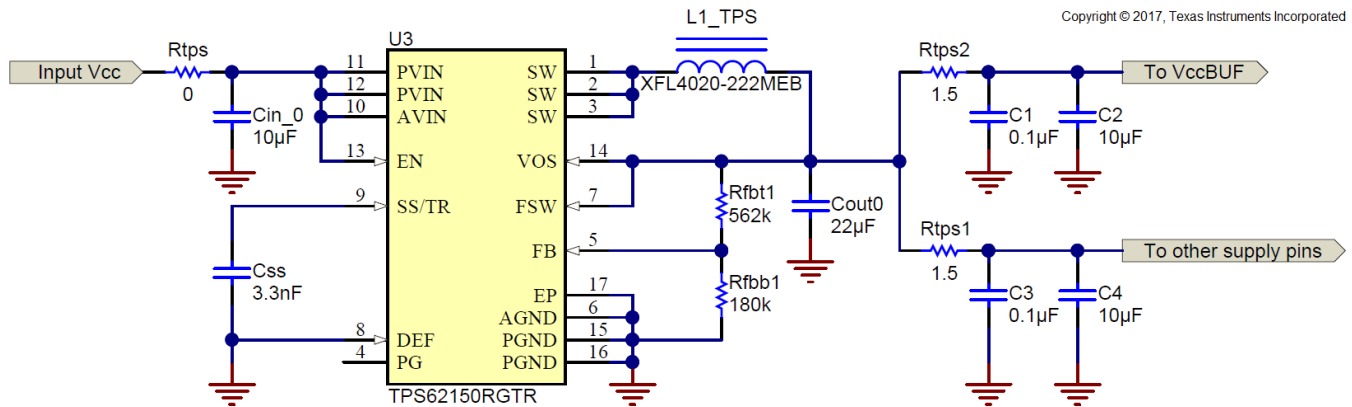 Copyright © 2017, Texas Instruments Incorporated
L1_TPS
XFL4020-222MEB
U3
Input Vcc
Rtps
0
Cin_0
10µF
11 PVIN SW 1
12 PVIN SW 2
10 AVIN SW 3
13 EN VOS 14
9 SS/TR FSW 7
FB 5
EP 17
AGND 6
8 DEF PGND 15
4 PG PGND 16
TPS62150RGTR
Css
3.3nF
Rfbt1
562k
Rfbb1
180k
Cout0
22µF
Rtps2
1.5
C1
0.1µF
C2
10µF
To VccBUF
Rtps1
1.5
C3
0.1µF
C4
10µF
To other supply pins